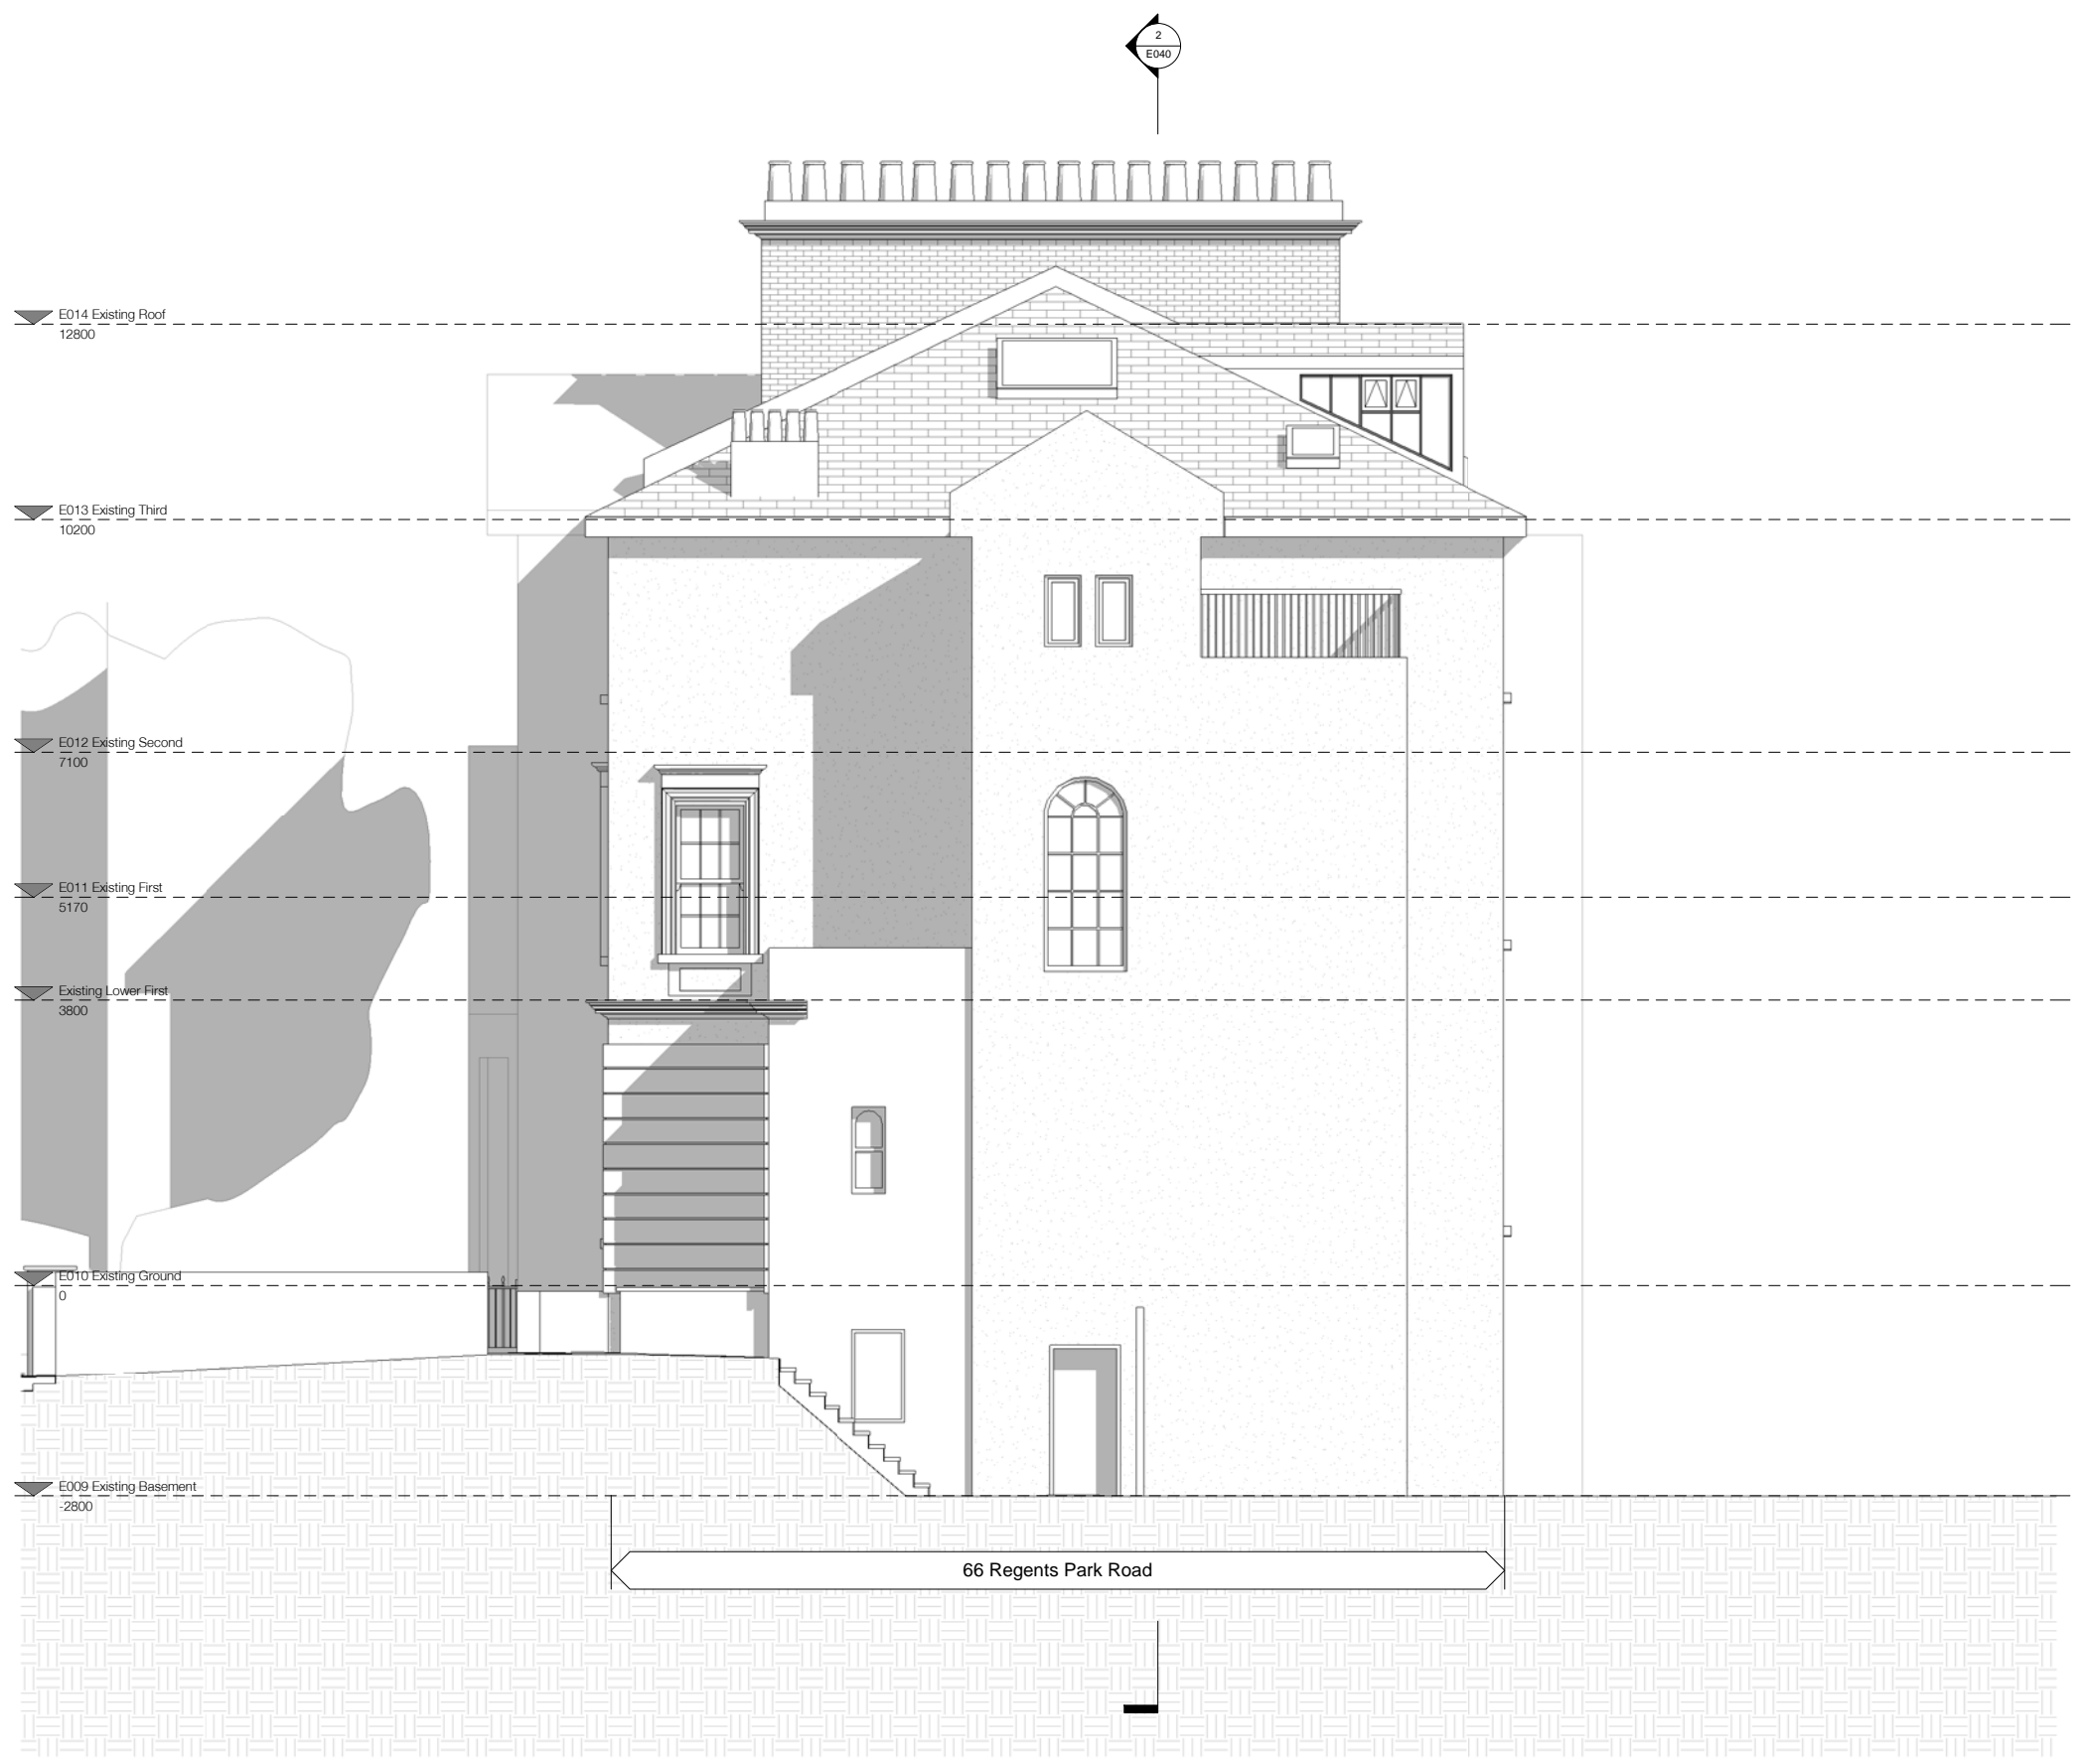 2
E040
E014 Existing Roof
12800
E013 Existing Third
10200
E012 Existing Second
7100
E011 Existing First
5170
Existing Lower First
3800
E010 Existing Ground
0
E009 Existing Basement
-2800
66 Regents Park Road